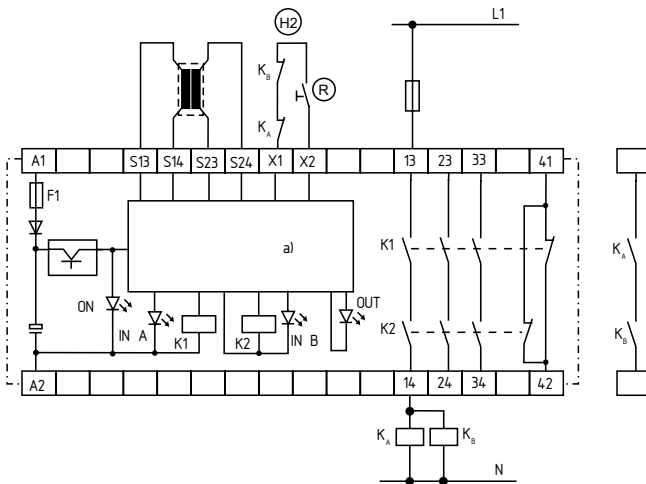 H2
L1
K_B
R
K_A
A1 S13 S14 S23 S24 X1 X2 13 23 33 41
F1
a)
K1
K_A
ON
OUT
IN A
K1
K2
IN B
K2
K_B
A2 14 24 34 42
K_A
K_B
N